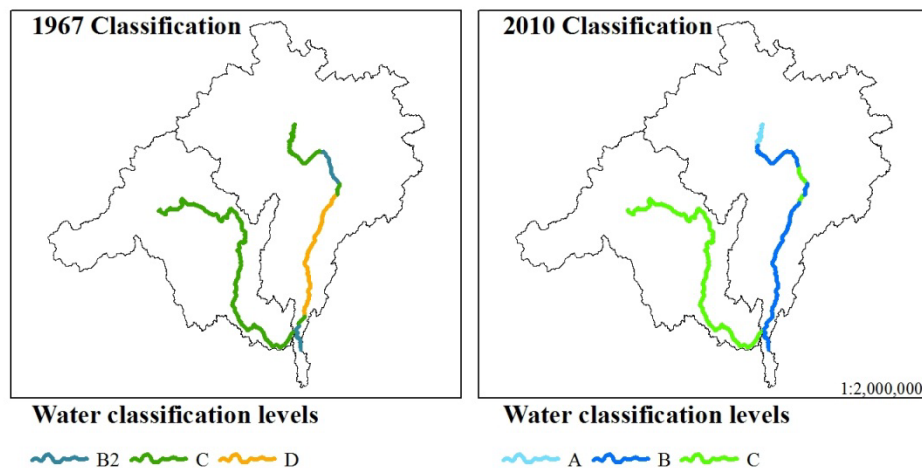 1967 Classification
2010 Classification
1:2,000,000
Water classification levels
B2 C D
Water classification levels
A B C